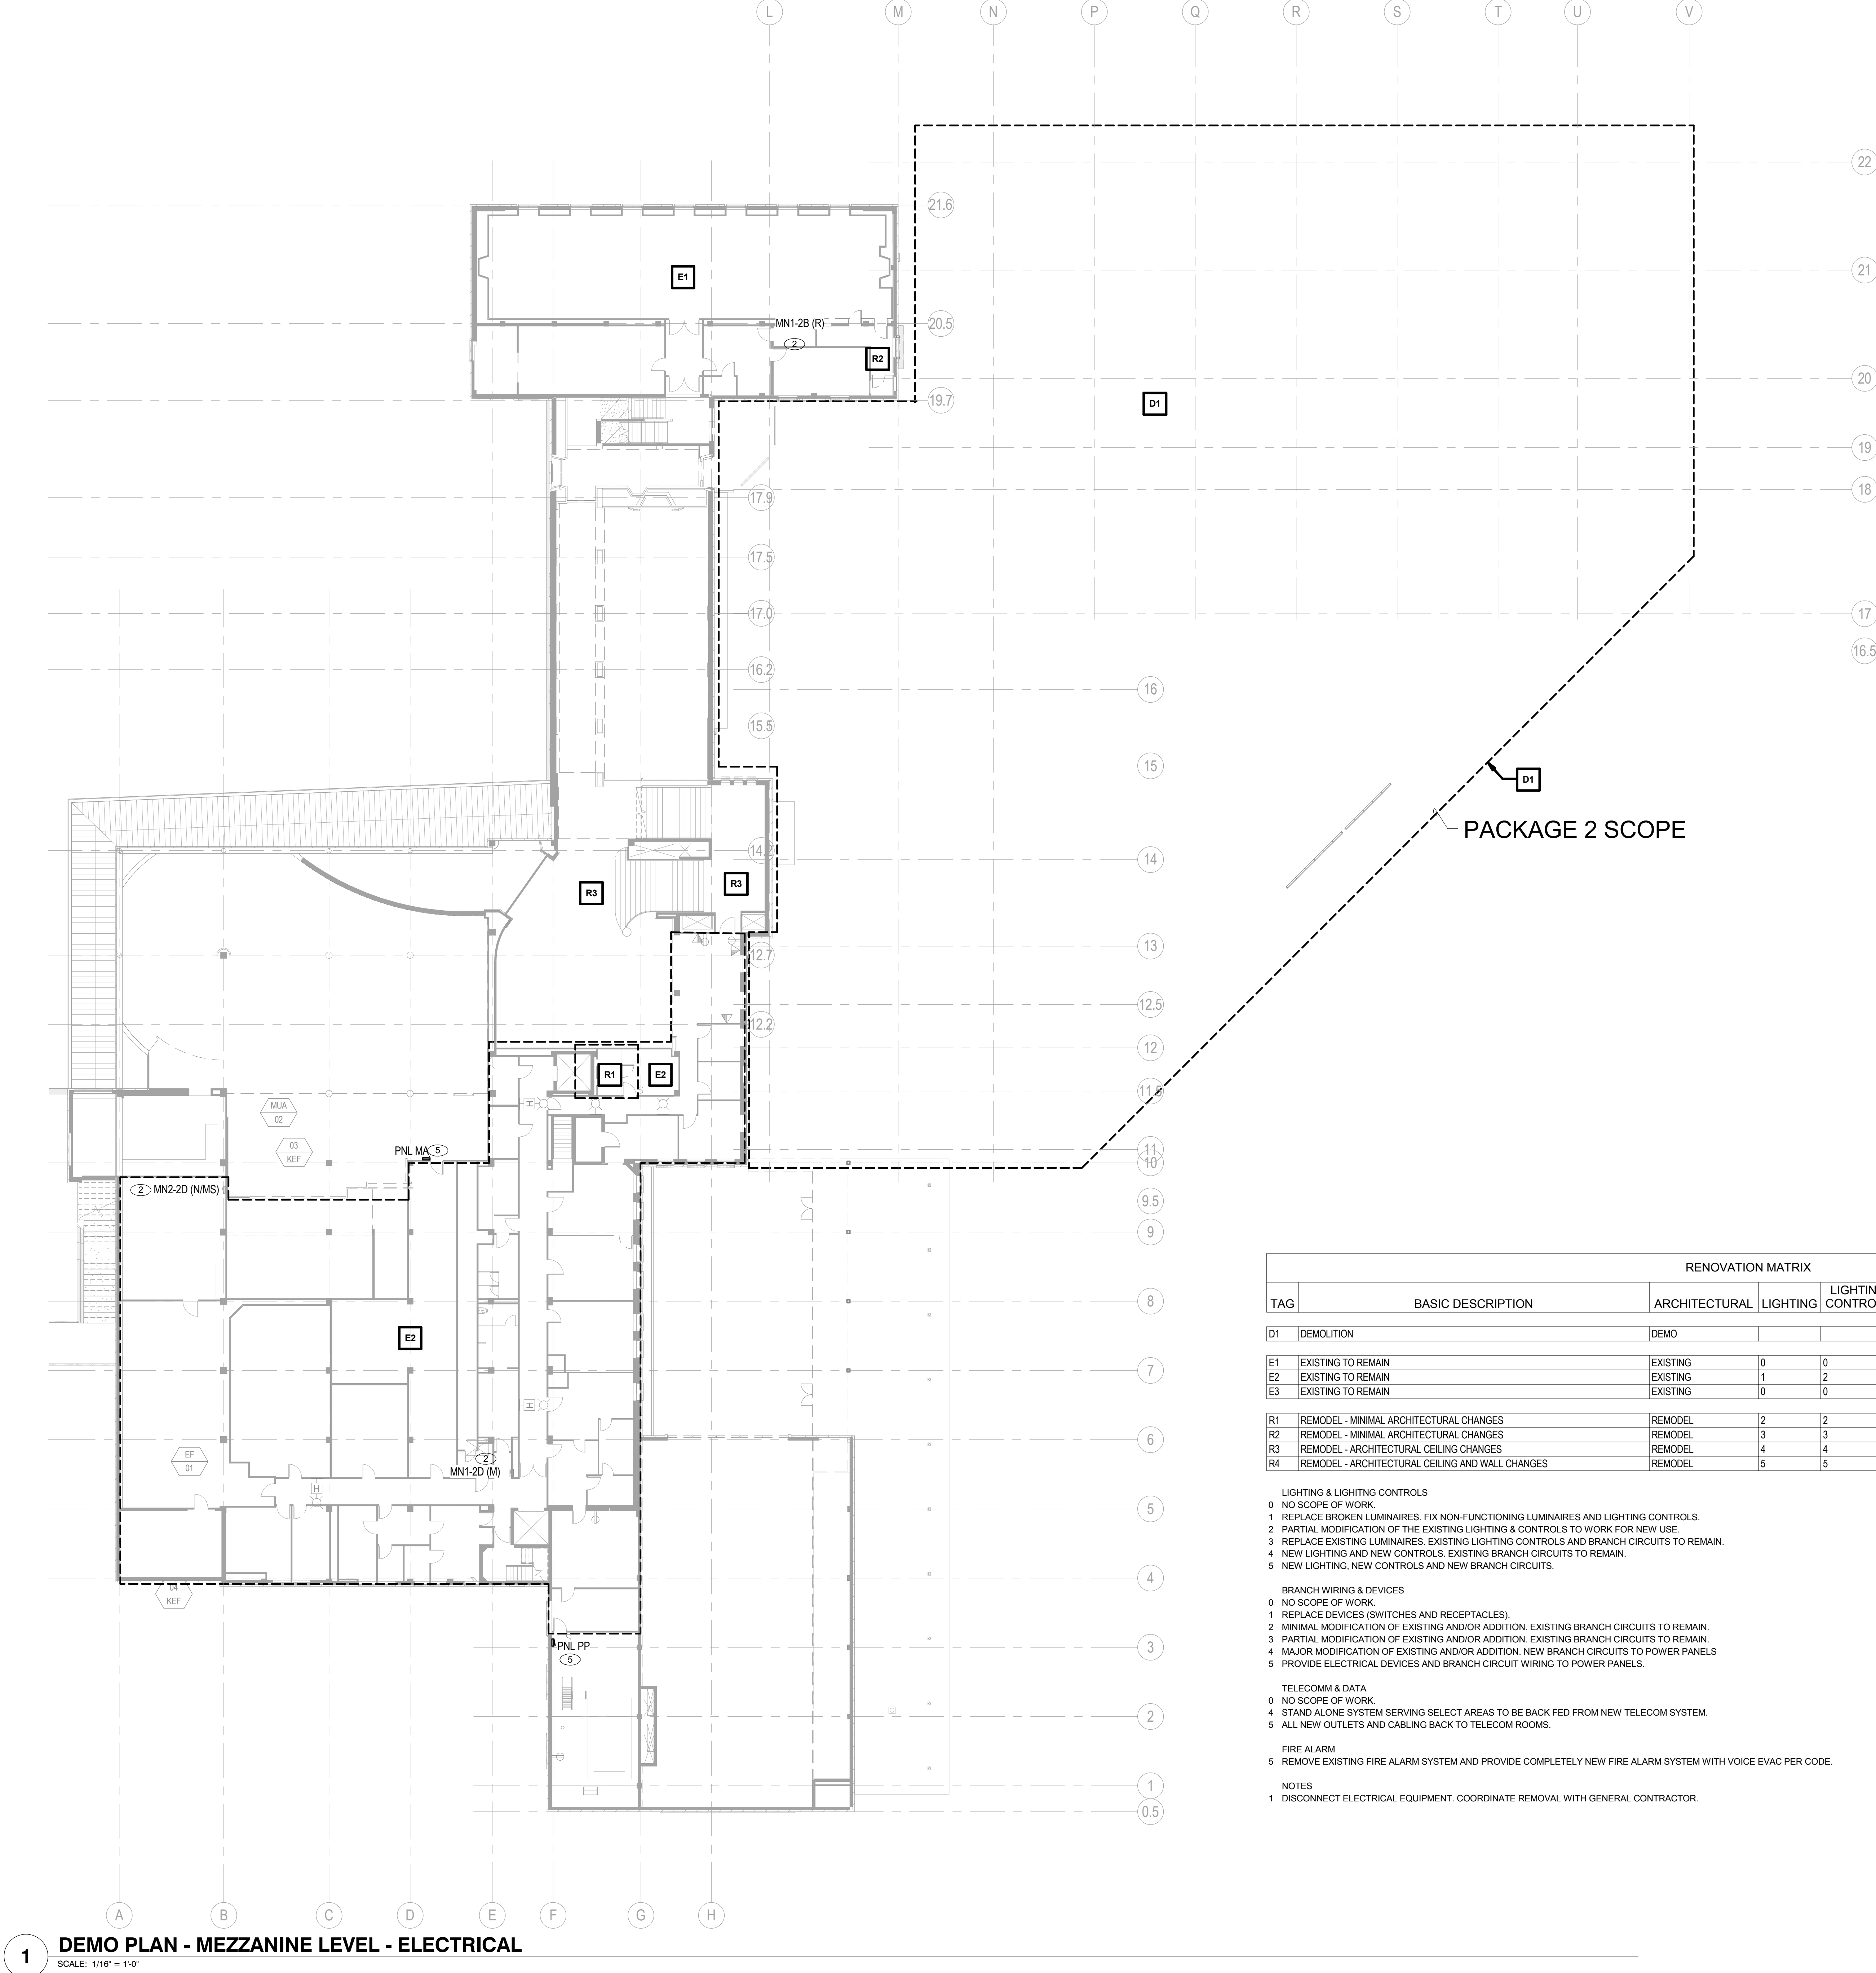 L M N P Q R S T U V
22
21.6
E1
21
MN1-2B (R)
20.5
2
R2
20
D1
19.7
19
18
17.9
17.5
17.0
17
16.5
16.2
16
15.5
15
D1
PACKAGE 2 SCOPE
14
R3
R3
13
12.7
12.5
12.2
12
R1
E2
11.5
H
MUA
02
03
KEF
PNL MA 5
11
10
2 MN2-2D (N/MS)
9.5
9
8
E2
7
H
6
EF
01
2
MN1-2D (M)
H
5
4
04
KEF
PNL PP
5
3
2
1
0.5
A B C D E F G H
RENOVATION MATRIX
TAG BASIC DESCRIPTION ARCHITECTURAL LIGHTING
D1 DEMOLITION DEMO
E1 EXISTING TO REMAIN EXISTING 0 0
E2 EXISTING TO REMAIN EXISTING 1 2
E3 EXISTING TO REMAIN EXISTING 0 0
R1 REMODEL - MINIMAL ARCHITECTURAL CHANGES REMODEL 2 2
R2 REMODEL - MINIMAL ARCHITECTURAL CHANGES REMODEL 3 3
R3 REMODEL - ARCHITECTURAL CEILING CHANGES REMODEL 4 4
R4 REMODEL - ARCHITECTURAL CEILING AND WALL CHANGES REMODEL 5 5
LIGHTING & LIGHITNG CONTROLS
0 NO SCOPE OF WORK.
1 REPLACE BROKEN LUMINAIRES. FIX NON-FUNCTIONING LUMINAIRES AND LIGHTING CONTROLS.
2 PARTIAL MODIFICATION OF THE EXISTING LIGHTING & CONTROLS TO WORK FOR NEW USE.
3 REPLACE EXISTING LUMINAIRES. EXISTING LIGHTING CONTROLS AND BRANCH CIRCUITS TO REMAIN.
4 NEW LIGHTING AND NEW CONTROLS. EXISTING BRANCH CIRCUITS TO REMAIN.
5 NEW LIGHTING, NEW CONTROLS AND NEW BRANCH CIRCUITS.
BRANCH WIRING & DEVICES
0 NO SCOPE OF WORK.
1 REPLACE DEVICES (SWITCHES AND RECEPTACLES).
2 MINIMAL MODIFICATION OF EXISTING AND/OR ADDITION. EXISTING BRANCH CIRCUITS TO REMAIN.
3 PARTIAL MODIFICATION OF EXISTING AND/OR ADDITION. EXISTING BRANCH CIRCUITS TO REMAIN.
4 MAJOR MODIFICATION OF EXISTING AND/OR ADDITION. NEW BRANCH CIRCUITS TO POWER PANELS
5 PROVIDE ELECTRICAL DEVICES AND BRANCH CIRCUIT WIRING TO POWER PANELS.
TELECOMM & DATA
0 NO SCOPE OF WORK.
4 STAND ALONE SYSTEM SERVING SELECT AREAS TO BE BACK FED FROM NEW TELECOM SYSTEM.
5 ALL NEW OUTLETS AND CABLING BACK TO TELECOM ROOMS.
FIRE ALARM
5 REMOVE EXISTING FIRE ALARM SYSTEM AND PROVIDE COMPLETELY NEW FIRE ALARM SYSTEM WITH VOICE EVAC PER CODE.
NOTES
1 DISCONNECT ELECTRICAL EQUIPMENT. COORDINATE REMOVAL WITH GENERAL CONTRACTOR.
1 DEMO PLAN - MEZZANINE LEVEL - ELECTRICAL
SCALE: 1/16" = 1'-0"